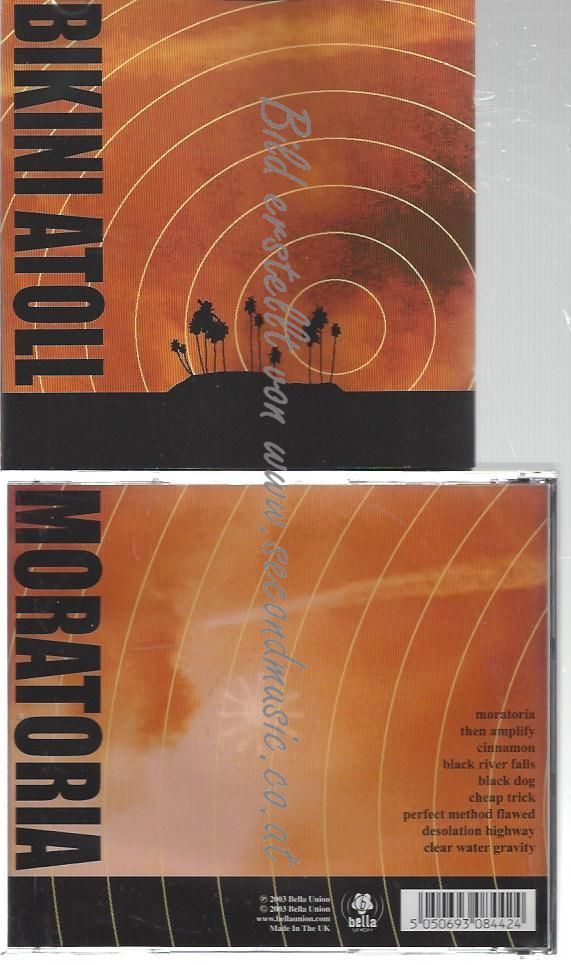 BIKINI ATOLL
Bild erstellt von www.secondmusic.co.at
MORATORIA
moratoria
then amplify
cinnamon
black river falls
black dog
cheap trick
perfect method flawed
desolation highway
clear water gravity
℗ 2003 Bella Union
© 2003 Bella Union
www.bellaunion.com
Made In The UK
bella
UNION
5 050693 084424